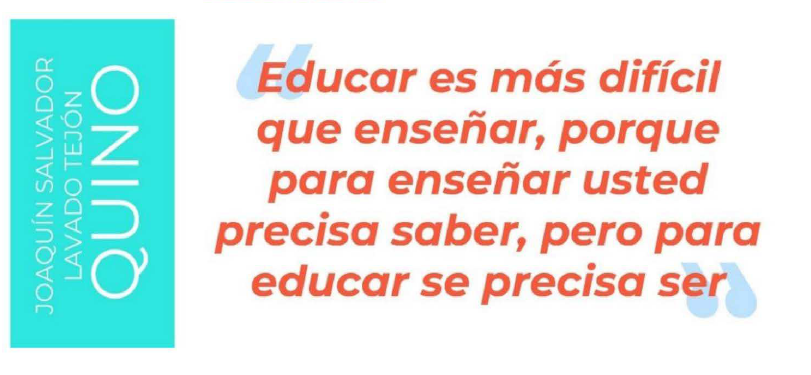 JOAQUÍN SALVADOR
LAVADO TEJÓN
QUINO
“Educar es más difícil
que enseñar, porque
para enseñar usted
precisa saber, pero para
educar se precisa ser”